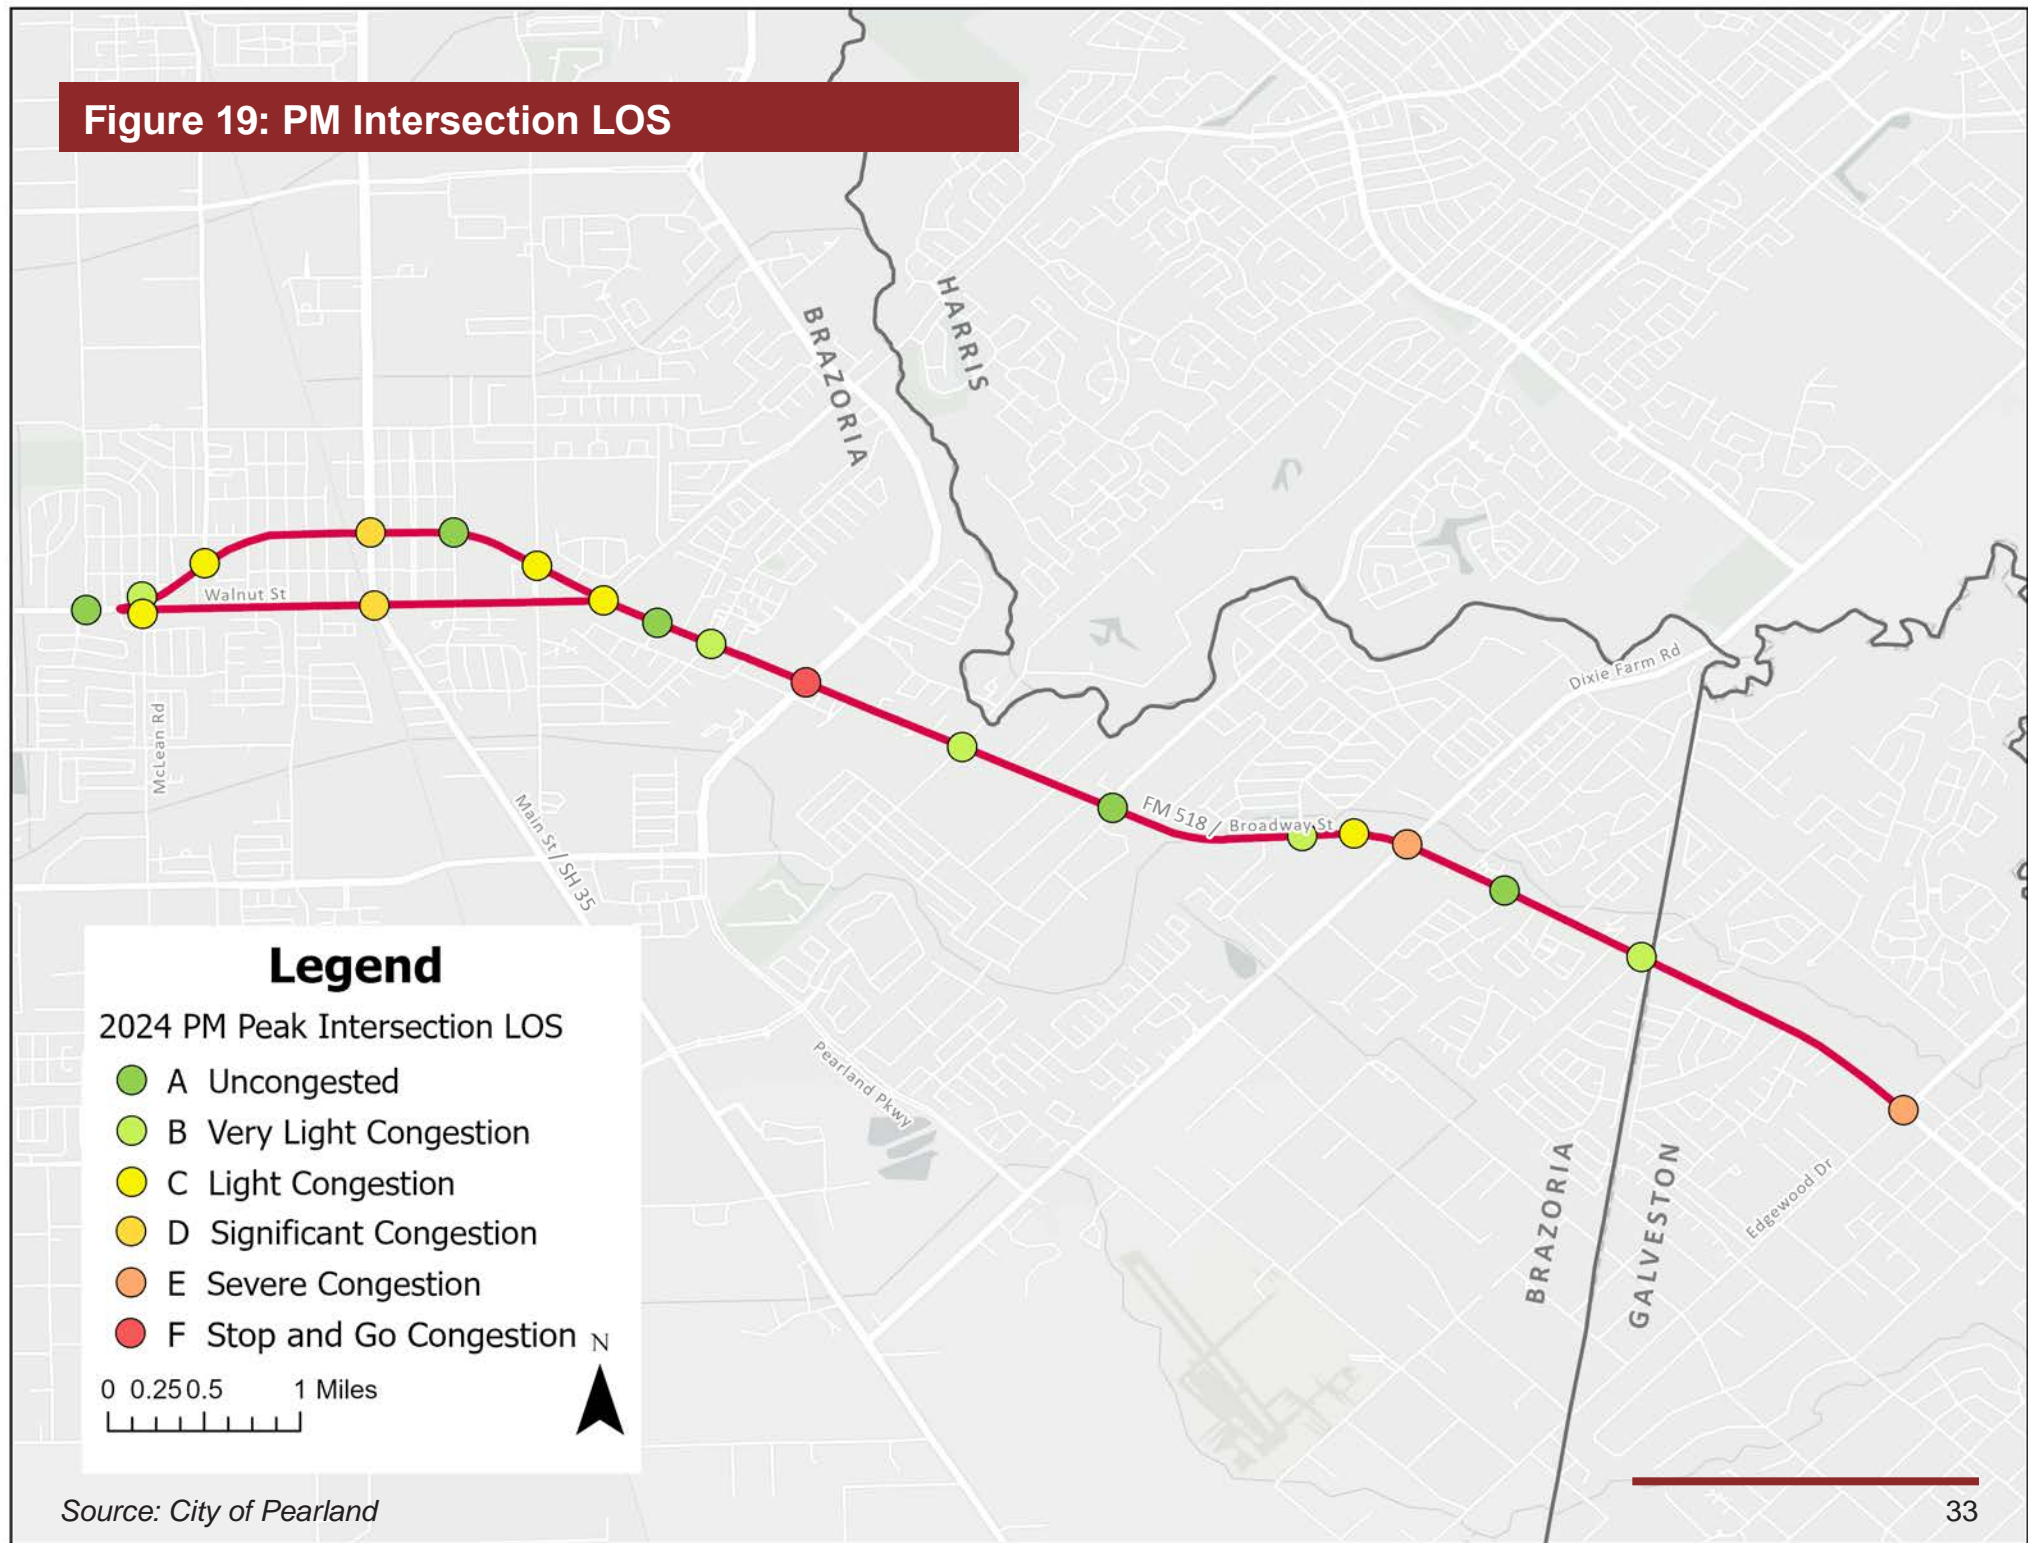 Figure 19: PM Intersection LOS
HARRIS
BRAZORIA
Walnut St
Dixie Farm Rd
McLean Rd
Main St / SH 35
FM 518 / Broadway St
Pearland Pkwy
BRAZORIA
GALVESTON
Edgewood Dr
Legend
2024 PM Peak Intersection LOS
A Uncongested
B Very Light Congestion
C Light Congestion
D Significant Congestion
E Severe Congestion
F Stop and Go Congestion
N
0 0.25 0.5 1 Miles
Source: City of Pearland
33